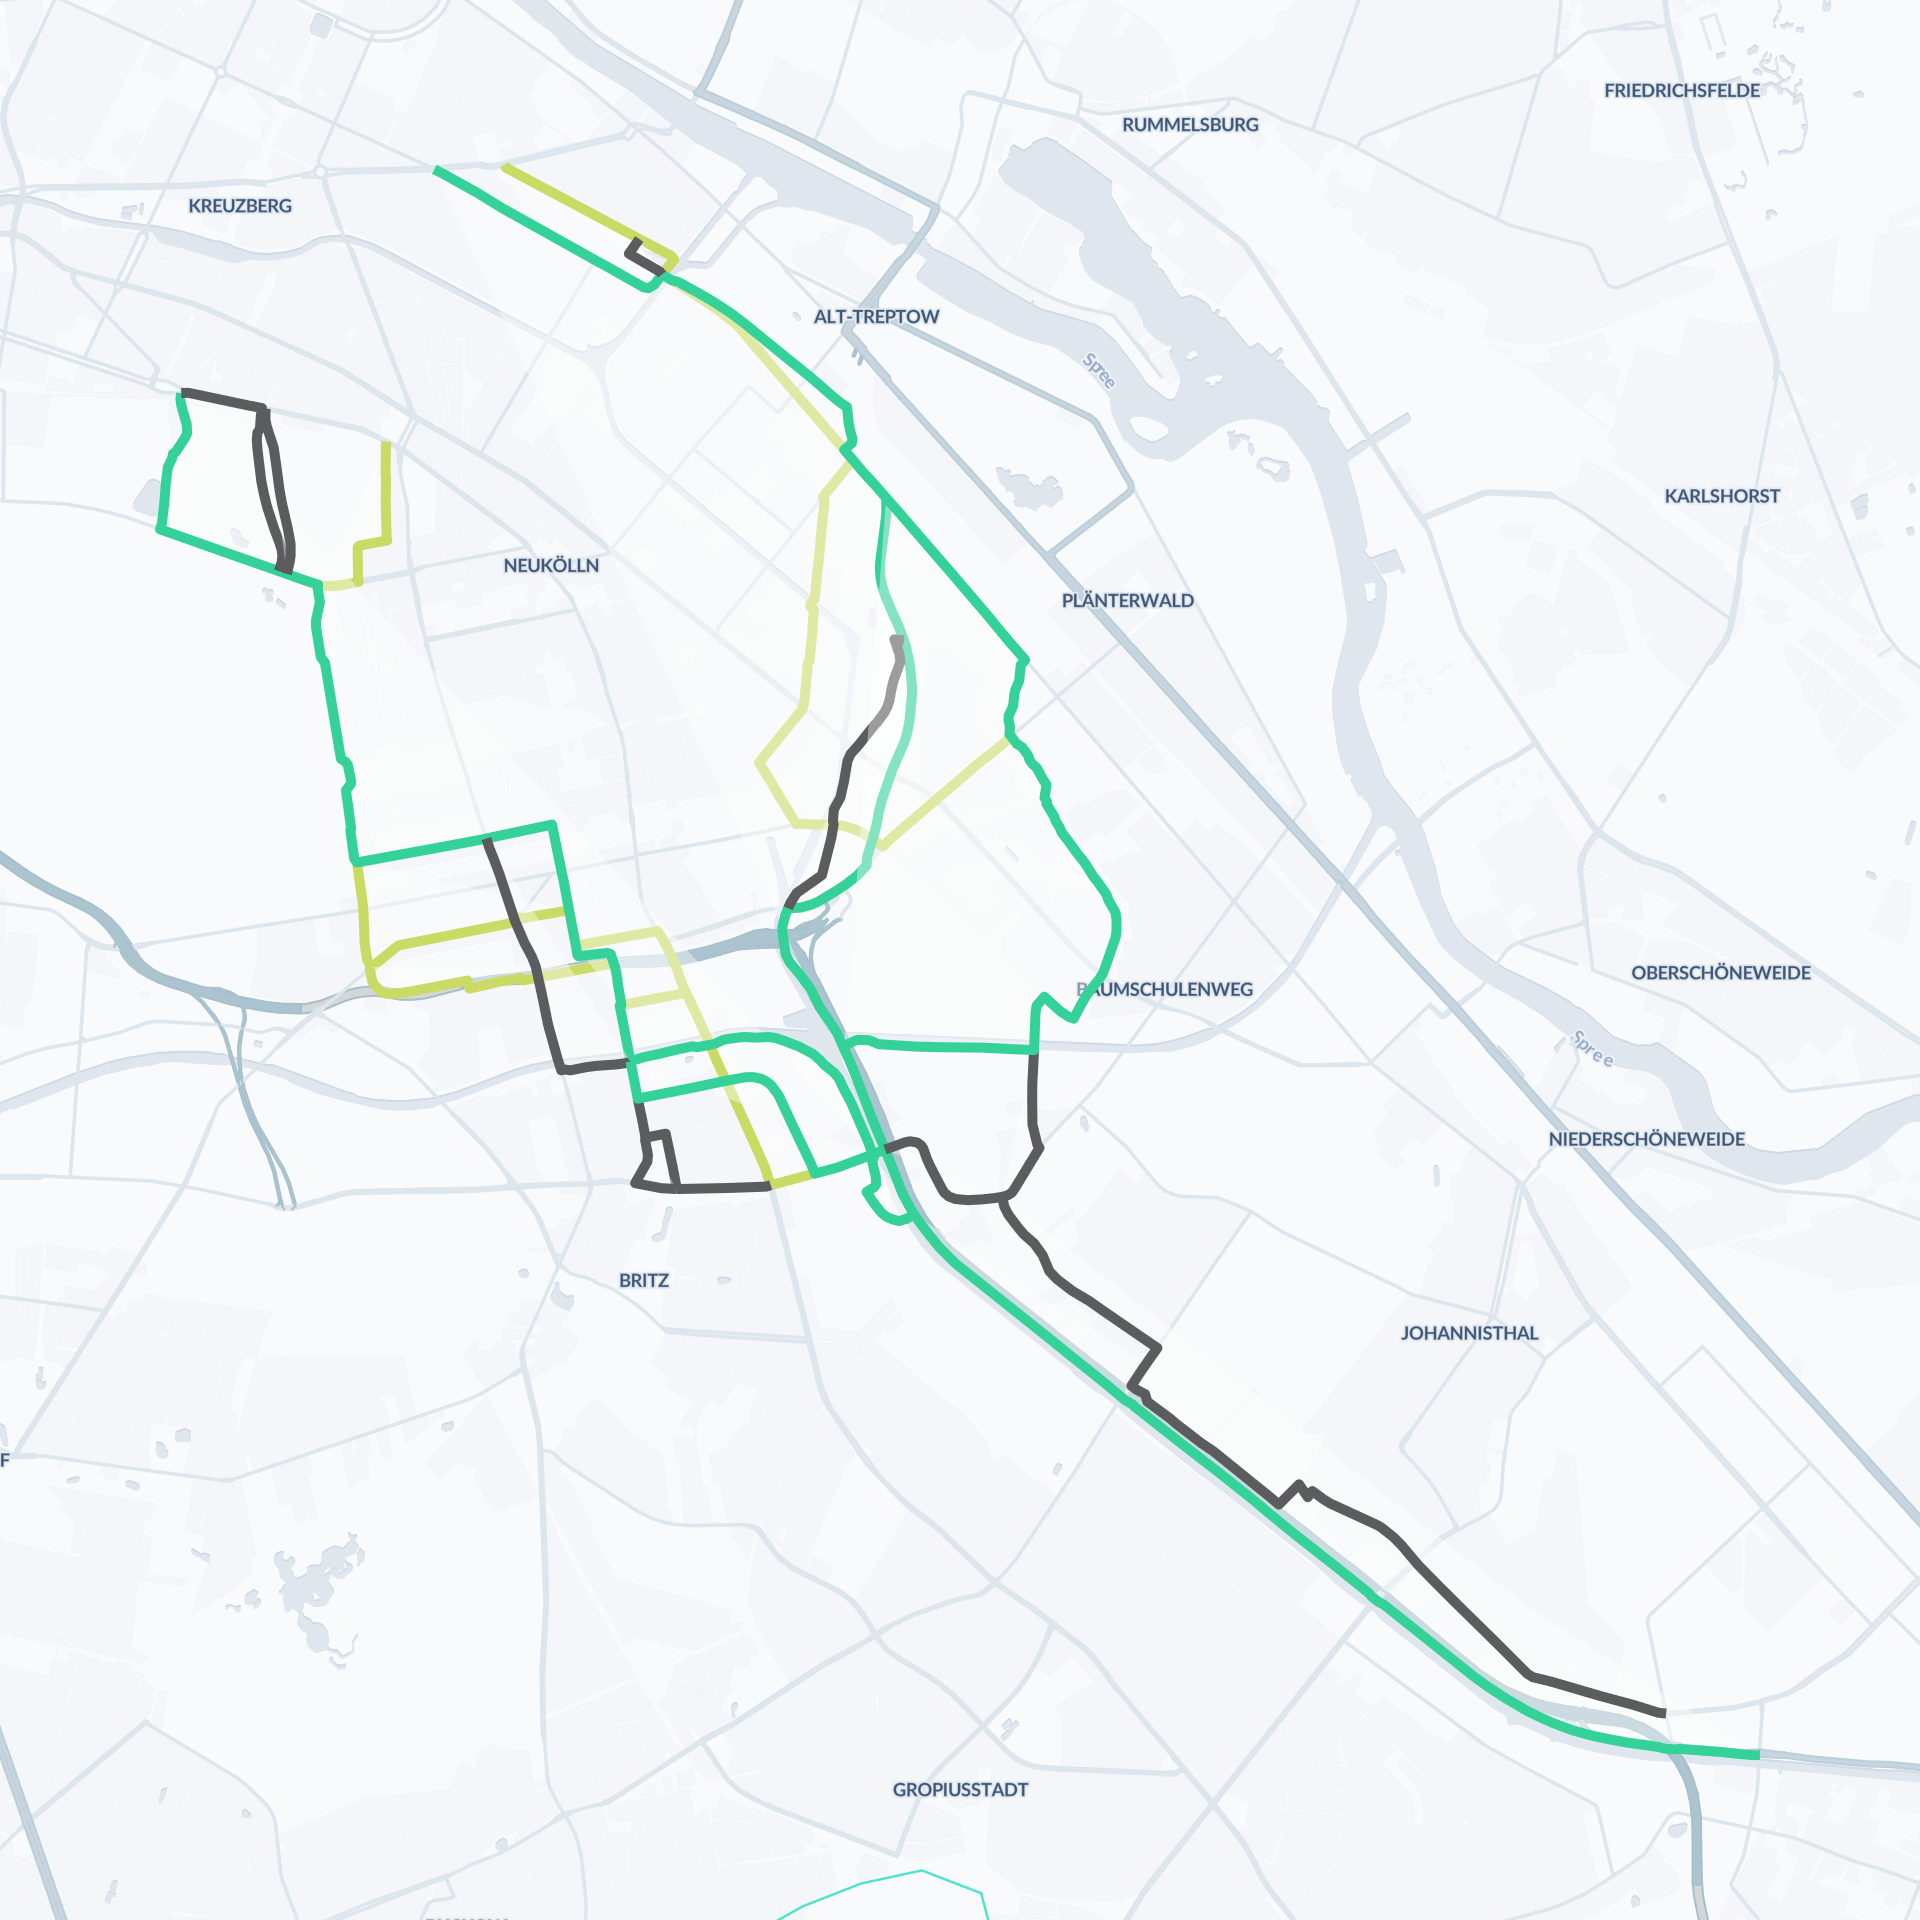 FRIEDRICHSFELDE
RUMMELSBURG
KREUZBERG
ALT-TREPTOW
Spree
KARLSHORST
NEUKÖLLN
PLÄNTERWALD
OBERSCHÖNEWEIDE
BAUMSCHULENWEG
Spree
NIEDERSCHÖNEWEIDE
BRITZ
JOHANNISTHAL
F
GROPIUSSTADT